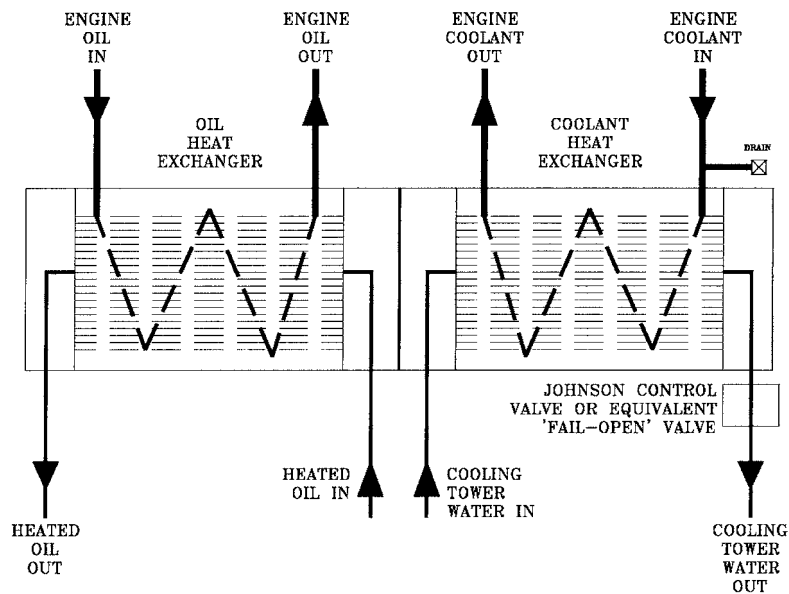 ENGINE
OIL
IN
ENGINE
OIL
OUT
ENGINE
COOLANT
OUT
ENGINE
COOLANT
IN
OIL
HEAT
EXCHANGER
COOLANT
HEAT
EXCHANGER
DRAIN
JOHNSON CONTROL
VALVE OR EQUIVALENT
'FAIL-OPEN' VALVE
HEATED
OIL IN
COOLING
TOWER
WATER IN
HEATED
OIL
OUT
COOLING
TOWER
WATER
OUT